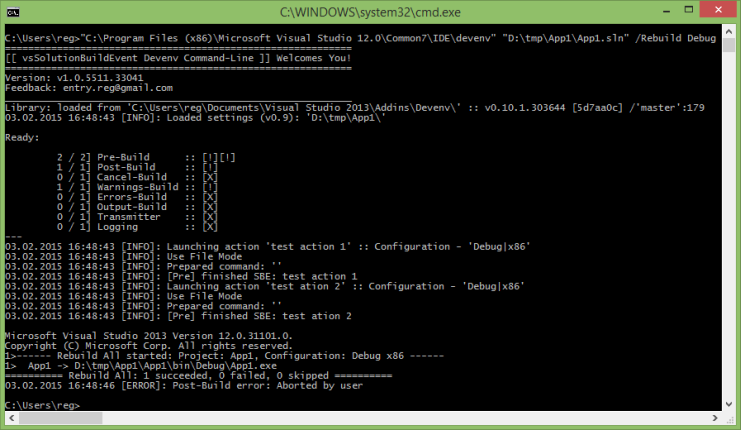 C:\WINDOWS\system32\cmd.exe
C:\Users\reg>"C:\Program Files (x86)\Microsoft Visual Studio 12.0\Common7\IDE\devenv" "D:\tmp\App1\App1.sln" /Rebuild Debug
============================================================
[[ vsSolutionBuildEvent Devenv Command-Line ]] Welcomes You!
============================================================
Version: v1.0.5511.33041
Feedback: entry.reg@gmail.com
____________________________________________________________
Library: loaded from 'C:\Users\reg\Documents\Visual Studio 2013\Addins\Devenv\' :: v0.10.1.303644 [5d7aa0c] /'master':179
03.02.2015 16:48:43 [INFO]: Loaded settings (v0.9): 'D:\tmp\App1\'
Ready:
2 / 2] Pre-Build :: [!][!]
1 / 1] Post-Build :: [!]
0 / 1] Cancel-Build :: [X]
1 / 1] Warnings-Build :: [!]
0 / 1] Errors-Build :: [X]
0 / 1] Output-Build :: [X]
0 / 1] Transmitter :: [X]
0 / 1] Logging :: [X]
---
03.02.2015 16:48:43 [INFO]: Launching action 'test action 1' :: Configuration - 'Debug|x86'
03.02.2015 16:48:43 [INFO]: Use File Mode
03.02.2015 16:48:43 [INFO]: Prepared command: ''
03.02.2015 16:48:43 [INFO]: [Pre] finished SBE: test action 1
03.02.2015 16:48:43 [INFO]: Launching action 'test ation 2' :: Configuration - 'Debug|x86'
03.02.2015 16:48:43 [INFO]: Use File Mode
03.02.2015 16:48:43 [INFO]: Prepared command: ''
03.02.2015 16:48:43 [INFO]: [Pre] finished SBE: test ation 2
Microsoft Visual Studio 2013 Version 12.0.31101.0.
Copyright (C) Microsoft Corp. All rights reserved.
1>------ Rebuild All started: Project: App1, Configuration: Debug x86 ------
1>  App1 -> D:\tmp\App1\App1\bin\Debug\App1.exe
========== Rebuild All: 1 succeeded, 0 failed, 0 skipped ==========
03.02.2015 16:48:46 [ERROR]: Post-Build error: Aborted by user
C:\Users\reg>